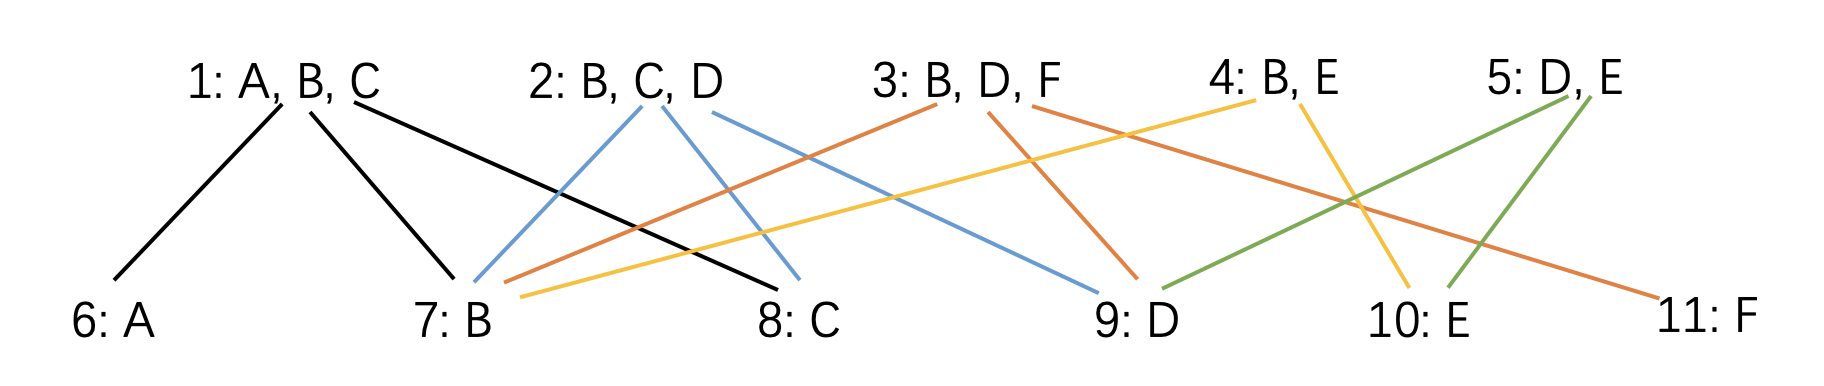 1: A, B, C 2: B, C, D 3: B, D, F 4: B, E 5: D, E
6: A 7: B 8: C 9: D 10: E 11: F